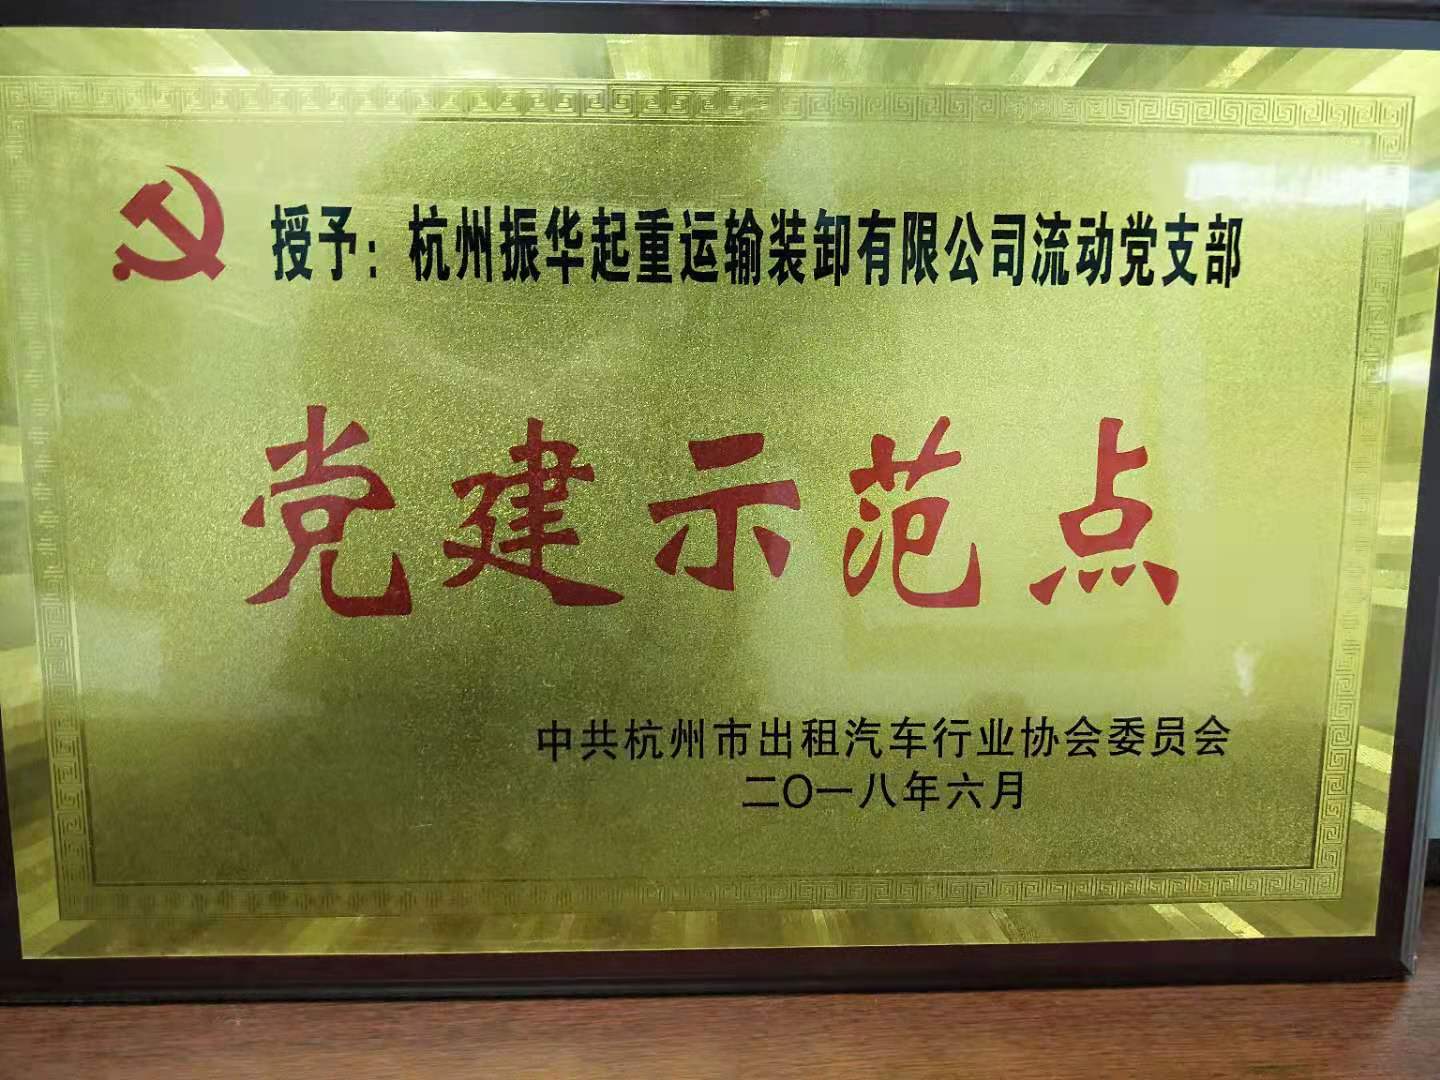 授予：杭州振华起重运输装卸有限公司流动党支部
党建示范点
中共杭州市出租汽车行业协会委员会
二〇一八年六月